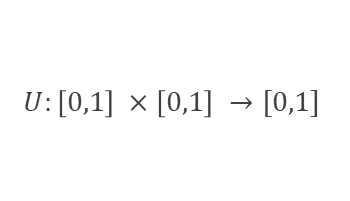 U: [0,1] × [0,1] → [0,1]